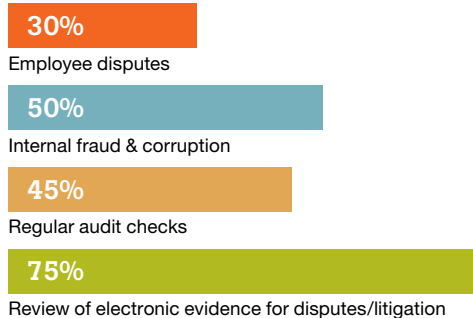 30%
Employee disputes
50%
Internal fraud & corruption
45%
Regular audit checks
75%
Review of electronic evidence for disputes/litigation